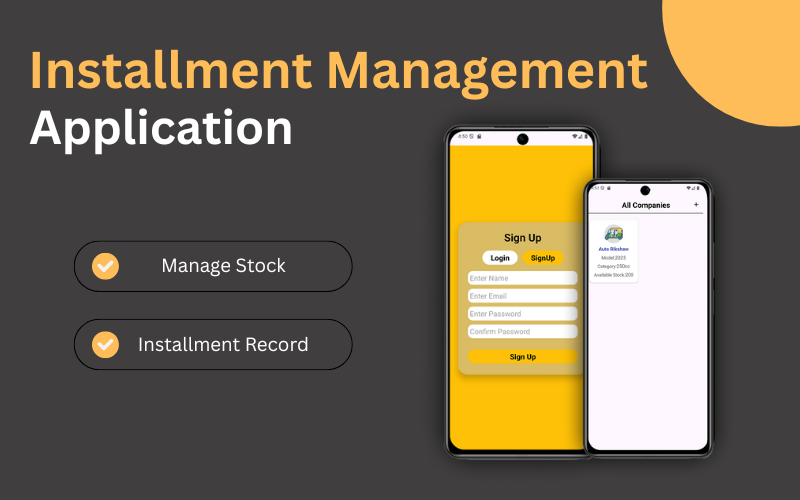 Installment Management
Application
Manage Stock
Installment Record
Sign Up
Login
SignUp
Enter Name
Enter Email
Enter Password
Confirm Password
Sign Up
All Companies +
Auto Rikshaw
Model:2025
Category:250cc
Available Stock:200